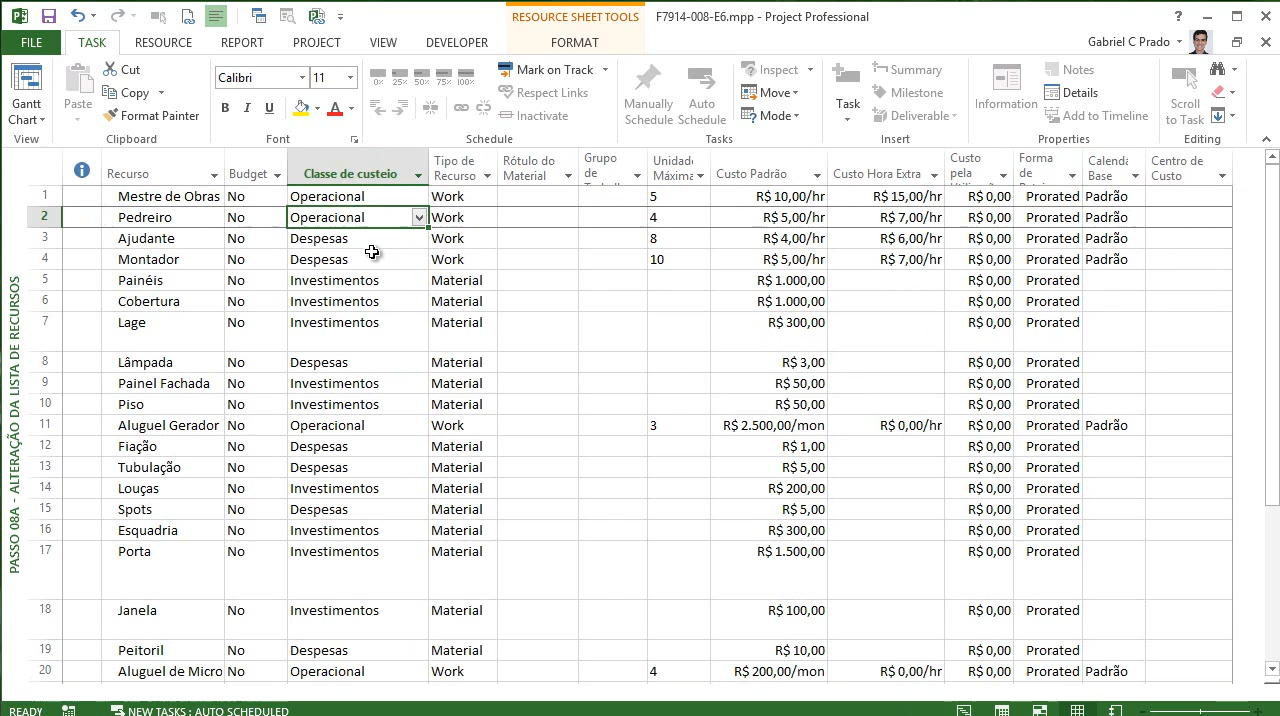 RESOURCE SHEET TOOLS F7914-008-E6.mpp - Project Professional ?
FILE TASK RESOURCE REPORT PROJECT VIEW DEVELOPER FORMAT Gabriel C Prado
Gantt Chart
View
Paste
Cut
Copy
Format Painter
Clipboard
Calibri 11
B I U A
Font
0% 25% 50% 75% 100%
Mark on Track
Respect Links
Inactivate
Schedule
Manually Schedule
Auto Schedule
Inspect
Move
Mode
Tasks
Task
Summary
Milestone
Deliverable
Insert
Information
Notes
Details
Add to Timeline
Properties
Scroll to Task
Editing
Recurso Budget Classe de custeio Tipo de Recurso Rótulo do Material Grupo de Unidade Máxima Custo Padrão Custo Hora Extra Custo pela Forma de Calenda Base Centro de Custo
1 Mestre de Obras No Operacional Work 5 R$ 10,00/hr R$ 15,00/hr R$ 0,00 Prorated Padrão
2 Pedreiro No Operacional Work 4 R$ 5,00/hr R$ 7,00/hr R$ 0,00 Prorated Padrão
3 Ajudante No Despesas Work 8 R$ 4,00/hr R$ 6,00/hr R$ 0,00 Prorated Padrão
4 Montador No Despesas Work 10 R$ 5,00/hr R$ 7,00/hr R$ 0,00 Prorated Padrão
5 Painéis No Investimentos Material R$ 1.000,00 R$ 0,00 Prorated
6 Cobertura No Investimentos Material R$ 1.000,00 R$ 0,00 Prorated
7 Lage No Investimentos Material R$ 300,00 R$ 0,00 Prorated
8 Lâmpada No Despesas Material R$ 3,00 R$ 0,00 Prorated
9 Painel Fachada No Investimentos Material R$ 50,00 R$ 0,00 Prorated
10 Piso No Investimentos Material R$ 50,00 R$ 0,00 Prorated
11 Aluguel Gerador No Operacional Work 3 R$ 2.500,00/mon R$ 0,00/hr R$ 0,00 Prorated Padrão
12 Fiação No Despesas Material R$ 1,00 R$ 0,00 Prorated
13 Tubulação No Despesas Material R$ 5,00 R$ 0,00 Prorated
14 Louças No Investimentos Material R$ 200,00 R$ 0,00 Prorated
15 Spots No Despesas Material R$ 5,00 R$ 0,00 Prorated
16 Esquadria No Investimentos Material R$ 300,00 R$ 0,00 Prorated
17 Porta No Investimentos Material R$ 1.500,00 R$ 0,00 Prorated
18 Janela No Investimentos Material R$ 100,00 R$ 0,00 Prorated
19 Peitoril No Despesas Material R$ 10,00 R$ 0,00 Prorated
20 Aluguel de Micro No Operacional Work 4 R$ 200,00/mon R$ 0,00/hr R$ 0,00 Prorated Padrão
PASSO 08A - ALTERAÇÃO DA LISTA DE RECURSOS
READY NEW TASKS : AUTO SCHEDULED